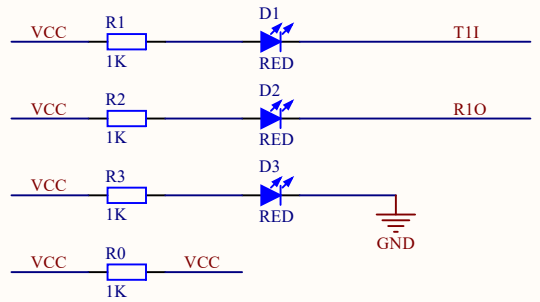 R1 D1
VCC T1I
1K RED
R2 D2
VCC R1O
1K RED
R3 D3
VCC
1K RED
GND
R0
VCC VCC
1K